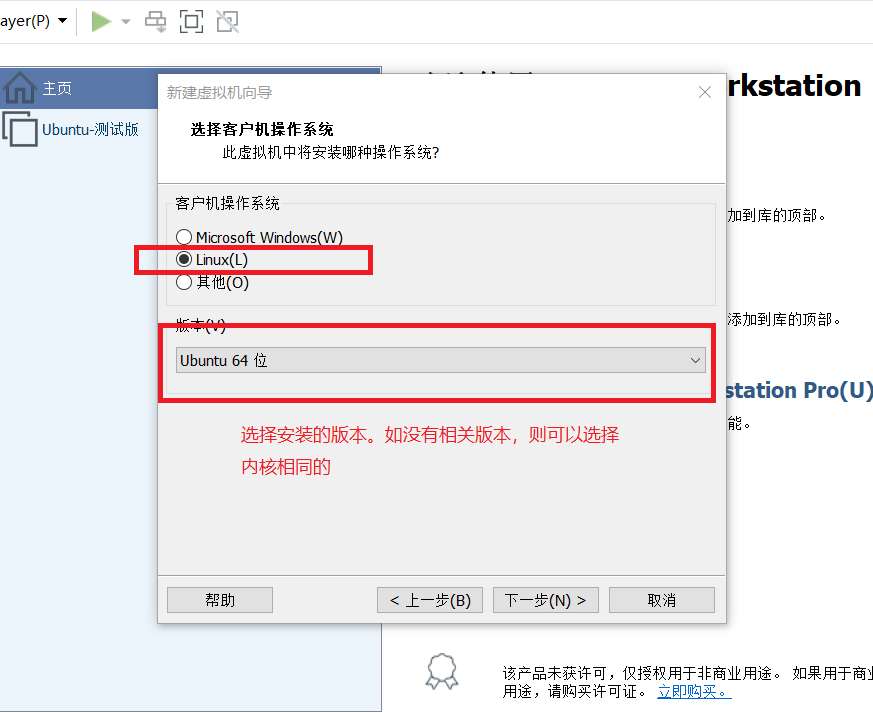 ayer(P)
主页
Ubuntu-测试版
rkstation
新建虚拟机向导
选择客户机操作系统
此虚拟机中将安装哪种操作系统?
客户机操作系统
Microsoft Windows(W)
Linux(L)
其他(O)
版本(V)
Ubuntu 64 位
选择安装的版本。如没有相关版本，则可以选择
内核相同的
帮助
< 上一步(B)
下一步(N) >
取消
加到库的顶部。
添加到库的顶部。
station Pro(U)
能。
该产品未获许可，仅授权用于非商业用途。 如果用于商业
用途，请购买许可证。 立即购买。